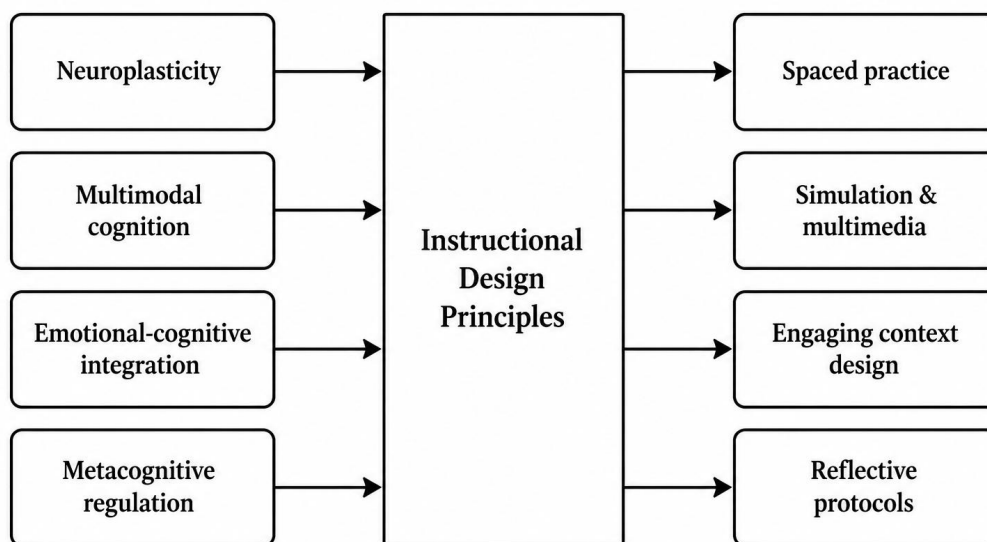 Neuroplasticity
Multimodal
cognition
Emotional-cognitive
integration
Metacognitive
regulation
Instructional
Design
Principles
Spaced practice
Simulation &
multimedia
Engaging context
design
Reflective
protocols